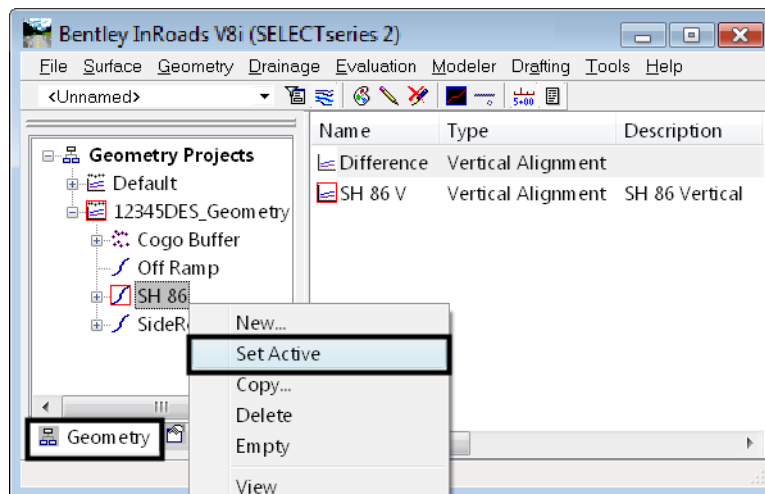 Bentley InRoads V8i (SELECTseries 2)
File Surface Geometry Drainage Evaluation Modeler Drafting Tools Help
<Unnamed>
5+00
Name Type Description
Geometry Projects
Difference Vertical Alignment
Default
SH 86 V Vertical Alignment SH 86 Vertical
12345DES_Geometry
Cogo Buffer
Off Ramp
SH 86
SideR
New...
Set Active
Copy...
Delete
Geometry
Empty
View